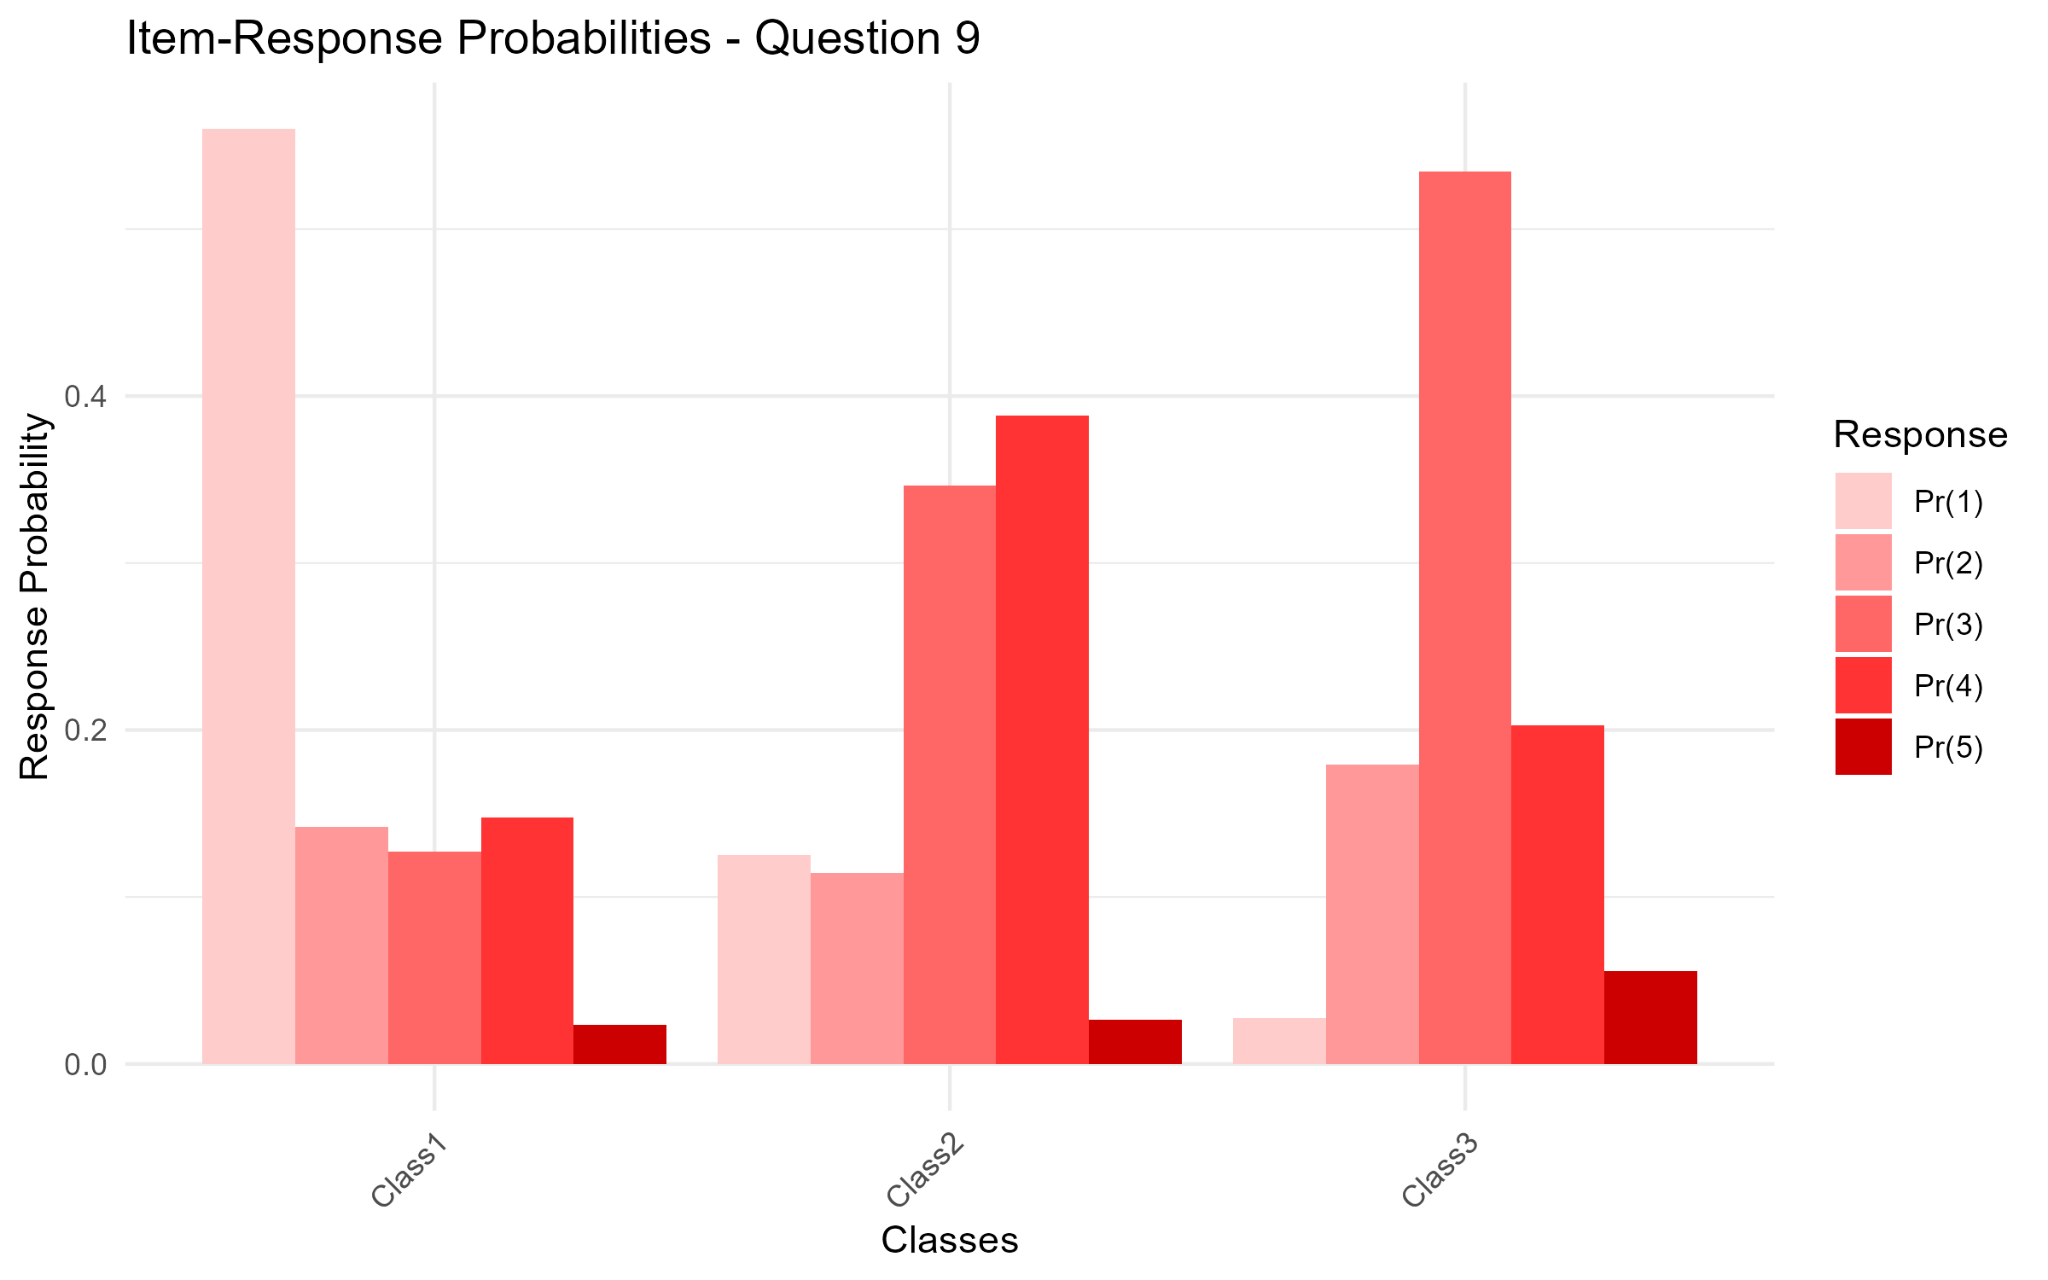 Item-Response Probabilities - Question 9
Response Probability
0.4
0.2
0.0
Class1
Class2
Class3
Classes
Response
Pr(1)
Pr(2)
Pr(3)
Pr(4)
Pr(5)